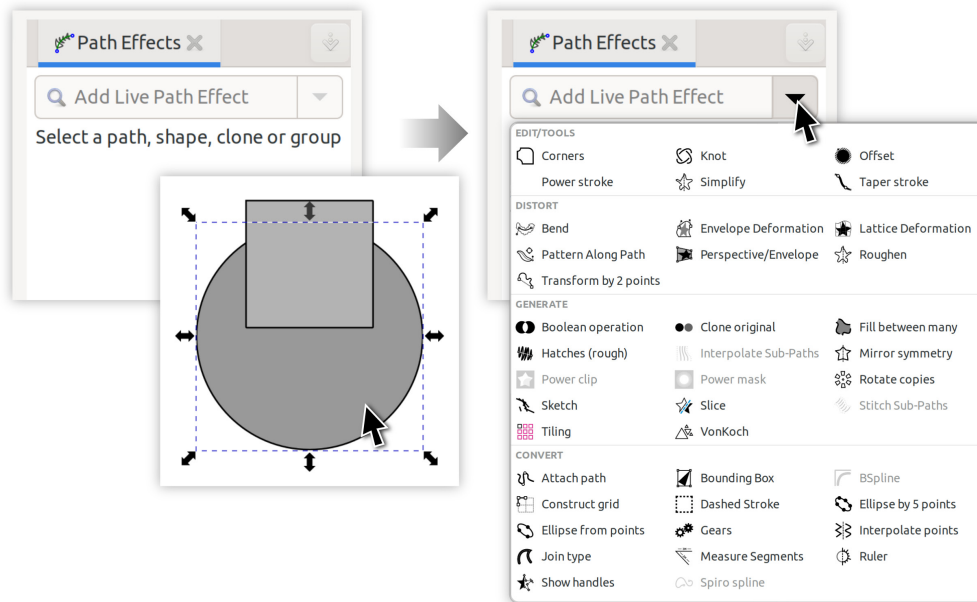 Path Effects
Add Live Path Effect
Select a path, shape, clone or group
Path Effects
Add Live Path Effect
EDIT/TOOLS
Corners Knot Offset
Power stroke Simplify Taper stroke
DISTORT
Bend Envelope Deformation Lattice Deformation
Pattern Along Path Perspective/Envelope Roughen
Transform by 2 points
GENERATE
Boolean operation Clone original Fill between many
Hatches (rough) Interpolate Sub-Paths Mirror symmetry
Power clip Power mask Rotate copies
Sketch Slice Stitch Sub-Paths
Tiling VonKoch
CONVERT
Attach path Bounding Box BSpline
Construct grid Dashed Stroke Ellipse by 5 points
Ellipse from points Gears Interpolate points
Join type Measure Segments Ruler
Show handles Spiro spline